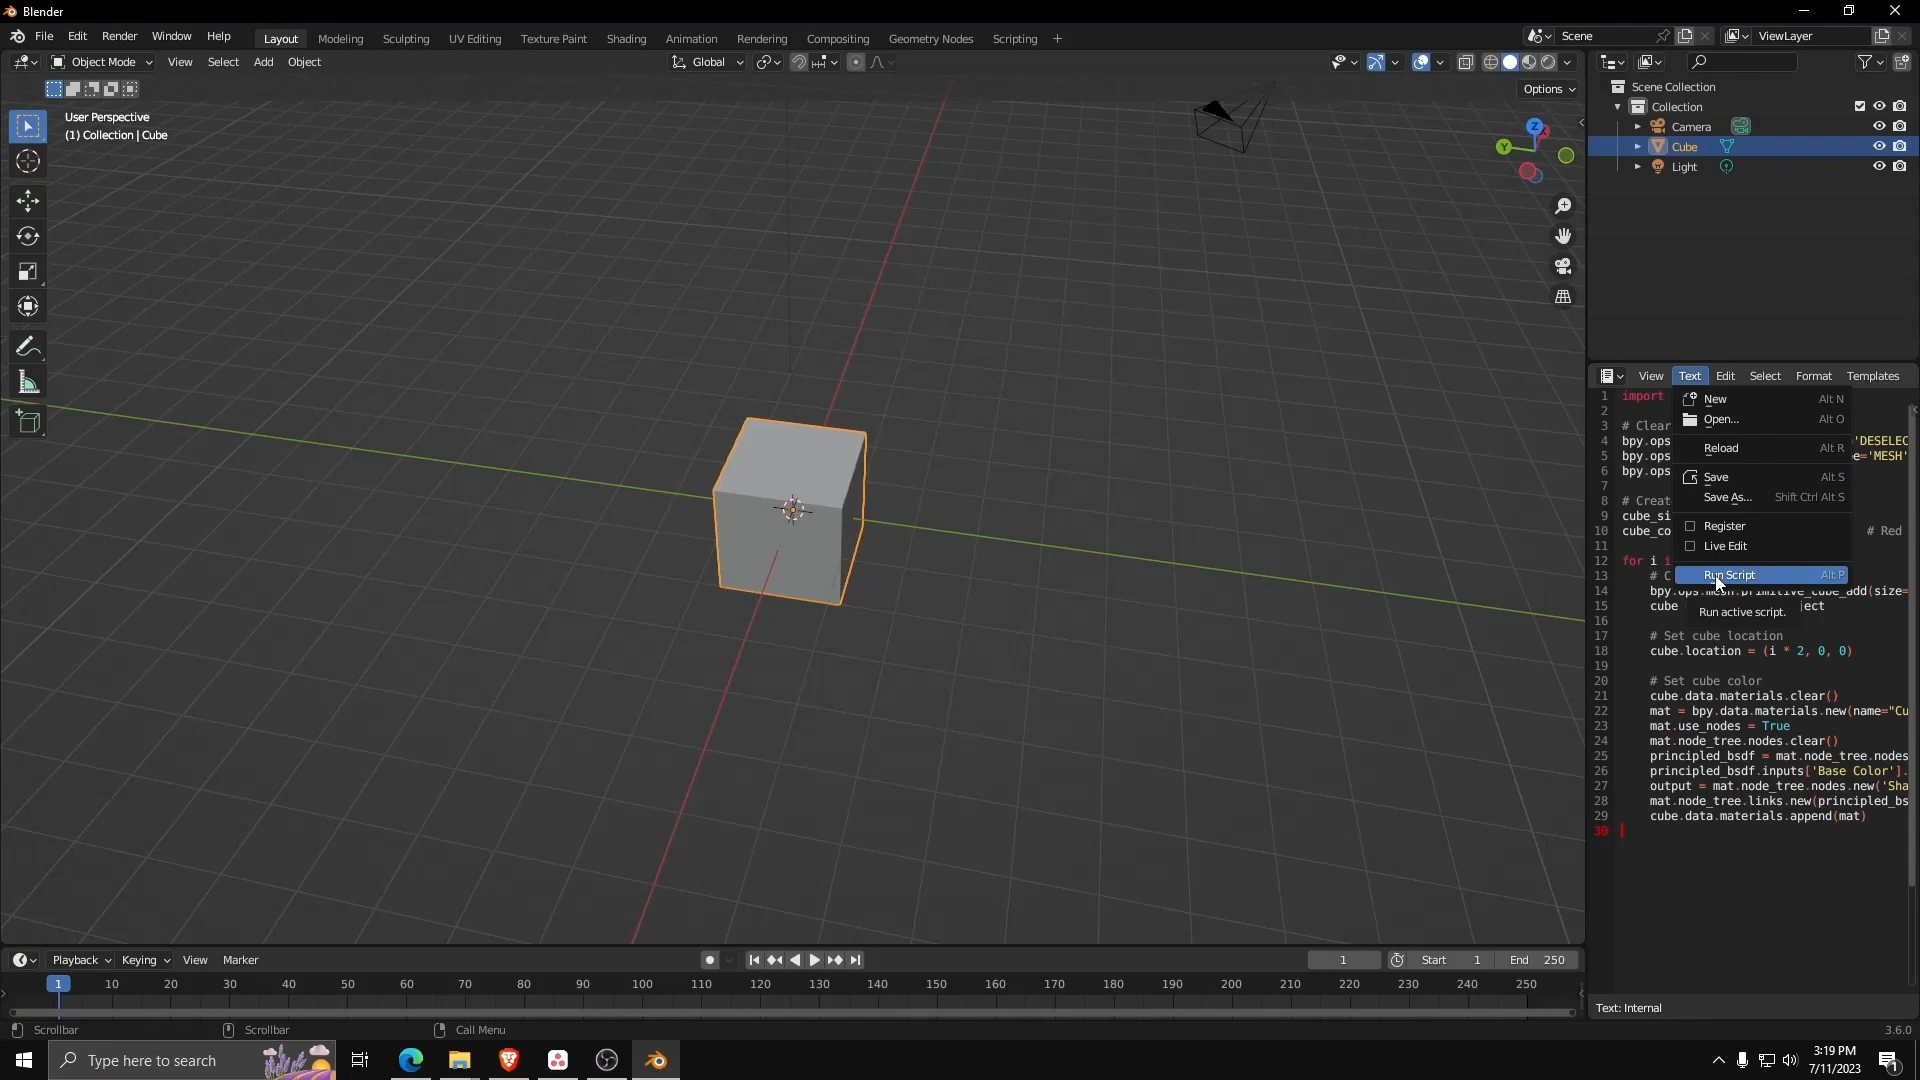 Blender
File Edit Render Window Help
Layout Modeling Sculpting UV Editing Texture Paint Shading Animation Rendering Compositing Geometry Nodes Scripting +
Scene
ViewLayer
Object Mode View Select Add Object
Global
Options
User Perspective
(1) Collection | Cube
Z
Y
Scene Collection
Collection
Camera
Cube
Light
View Text Edit Select Format Templates
New Alt N
Open... Alt O
Reload Alt R
Save Alt S
Save As... Shift Ctrl Alt S
Register
Live Edit
Run Script Alt P
Run active script.
1 import
2
3 # Clear
4 bpy.ops 'DESELEC
5 bpy.ops e='MESH'
6 bpy.ops
7
8 # Creat
9 cube_si
10 cube_co # Red
11
12 for i i
13 # C
14 bpy.ops.mesh.primitive_cube_add(size=
15 cube ject
16
17 # Set cube location
18 cube.location = (i * 2, 0, 0)
19
20 # Set cube color
21 cube.data.materials.clear()
22 mat = bpy.data.materials.new(name="Cu
23 mat.use_nodes = True
24 mat.node_tree.nodes.clear()
25 principled_bsdf = mat.node_tree.nodes
26 principled_bsdf.inputs['Base Color'].
27 output = mat.node_tree.nodes.new('Sha
28 mat.node_tree.links.new(principled_bs
29 cube.data.materials.append(mat)
30
Text: Internal
Playback Keying View Marker
1
Start 1
End 250
1 10 20 30 40 50 60 70 80 90 100 110 120 130 140 150 160 170 180 190 200 210 220 230 240 250
Scrollbar
Scrollbar
Call Menu
3.6.0
Type here to search
3:19 PM
7/11/2023
1